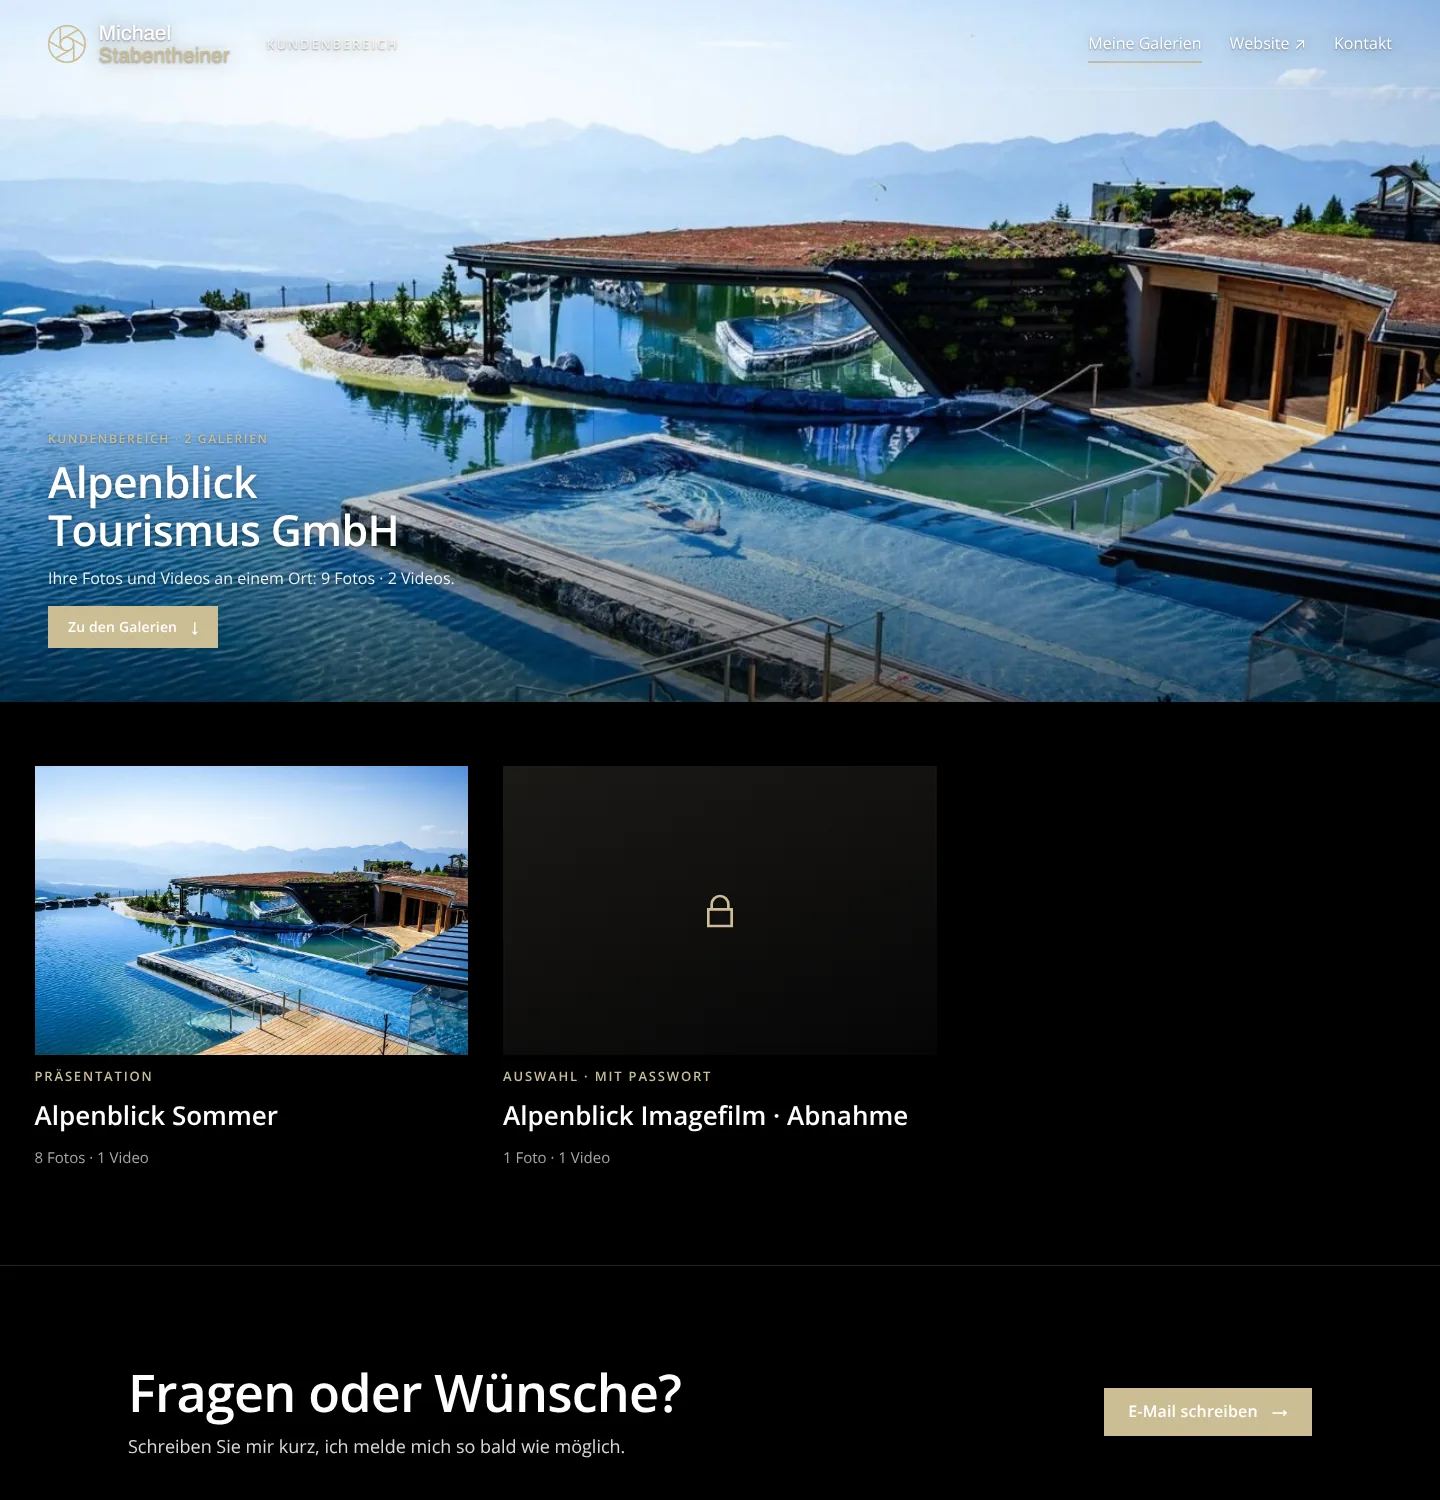 Michael
Stabentheiner
KUNDENBEREICH
Meine Galerien
Website ↗
Kontakt
KUNDENBEREICH · 2 GALERIEN
Alpenblick
Tourismus GmbH
Ihre Fotos und Videos an einem Ort: 9 Fotos · 2 Videos.
Zu den Galerien ↓
PRÄSENTATION
Alpenblick Sommer
8 Fotos · 1 Video
AUSWAHL · MIT PASSWORT
Alpenblick Imagefilm · Abnahme
1 Foto · 1 Video
Fragen oder Wünsche?
Schreiben Sie mir kurz, ich melde mich so bald wie möglich.
E-Mail schreiben →